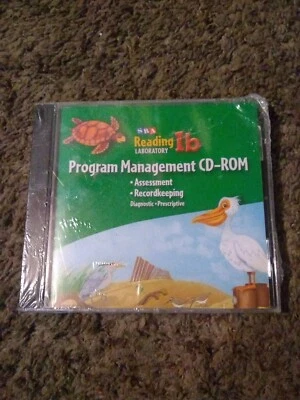 SRA
Reading 1b
LABORATORY
Program Management CD-ROM
• Assessment
• Recordkeeping
Diagnostic • Prescriptive